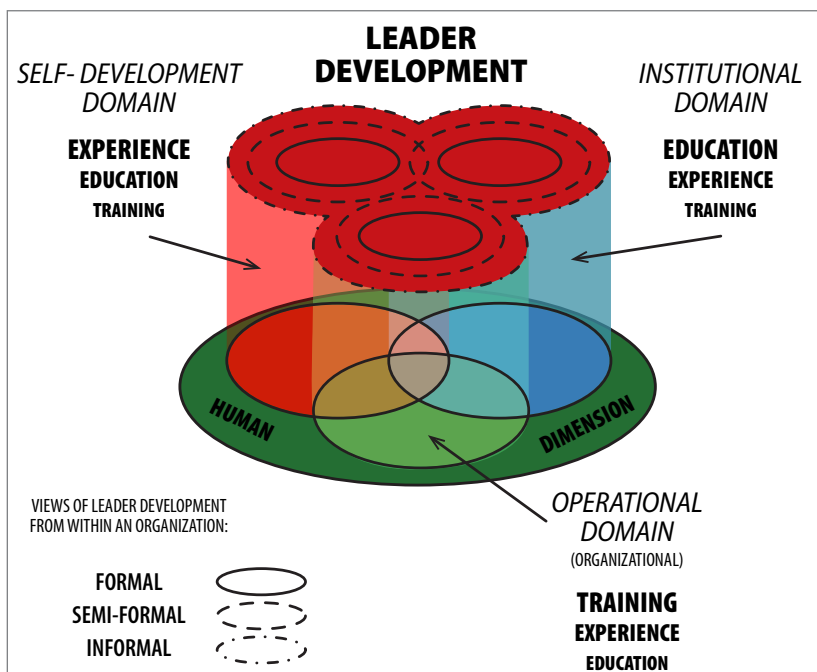 LEADER
DEVELOPMENT
SELF- DEVELOPMENT
DOMAIN
EXPERIENCE
EDUCATION
TRAINING
INSTITUTIONAL
DOMAIN
EDUCATION
EXPERIENCE
TRAINING
HUMAN
DIMENSION
OPERATIONAL
DOMAIN
(ORGANIZATIONAL)
TRAINING
EXPERIENCE
EDUCATION
VIEWS OF LEADER DEVELOPMENT
FROM WITHIN AN ORGANIZATION:
FORMAL
SEMI-FORMAL
INFORMAL